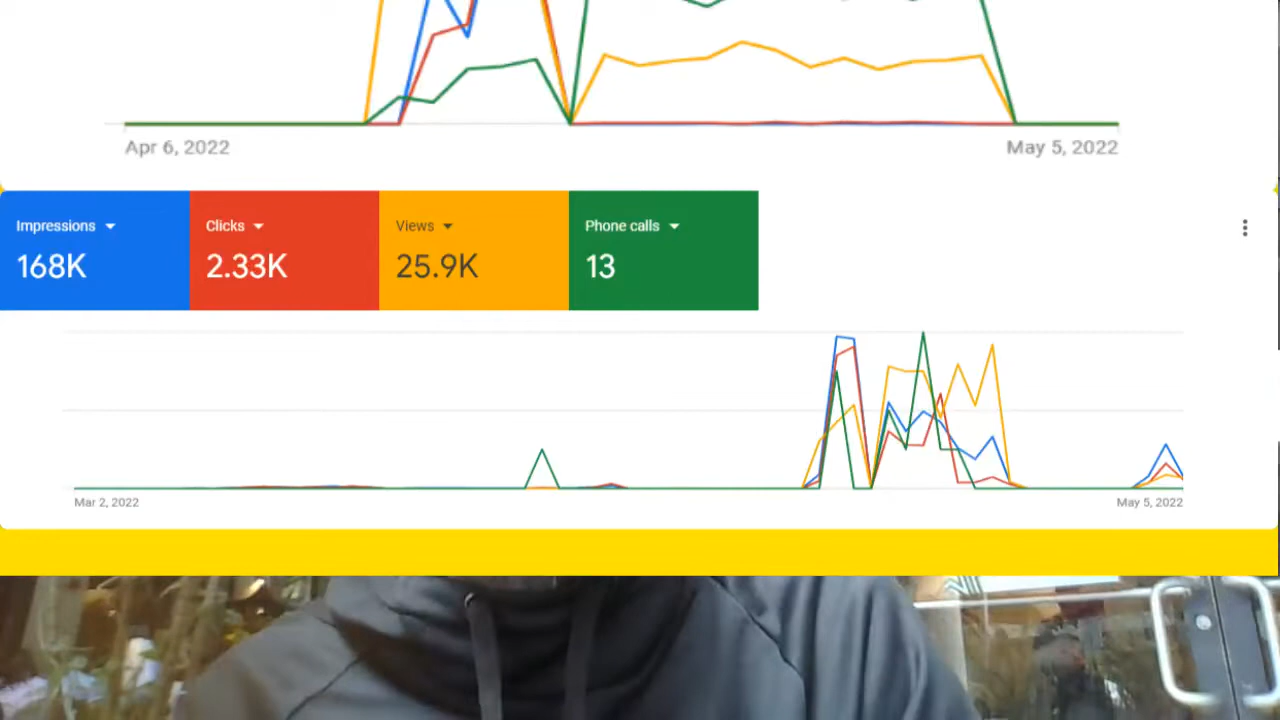 Apr 6, 2022 May 5, 2022
Impressions Clicks Views Phone calls
168K 2.33K 25.9K 13
Mar 2, 2022 May 5, 2022